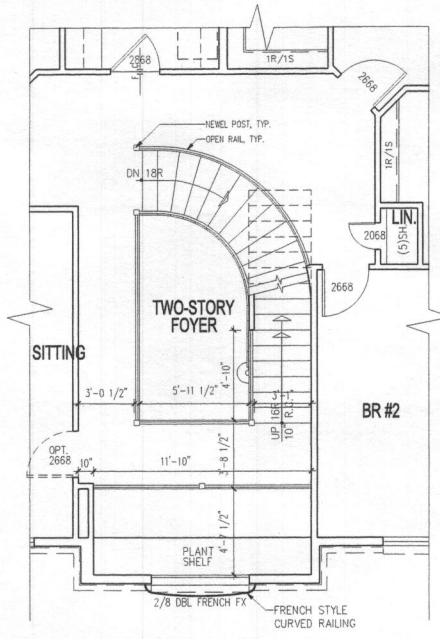 2668
1R/1S
2668
NEWEL POST, TYP.
OPEN RAIL, TYP.
1R/1S
DN 18R
LIN.
(5)SH.
2068
2668
TWO-STORY
FOYER
SITTING
4'-10"
3'-0 1/2"
5'-11 1/2"
3'-1"
BR #2
UP 16R
10" R.O.
3'-8 1/2"
OPT.
2668
10"
11'-10"
4'-7 1/2"
PLANT
SHELF
2/8 DBL FRENCH FX
FRENCH STYLE
CURVED RAILING